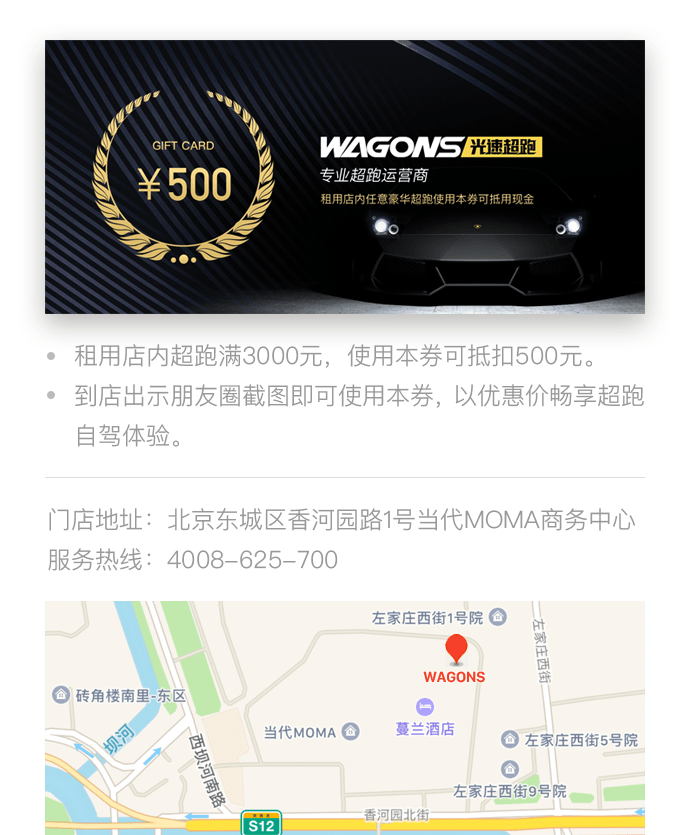 GIFT CARD
￥500
WAGONS 光速超跑
专业超跑运营商
租用店内任意豪华超跑使用本券可抵用现金
租用店内超跑满3000元，使用本券可抵扣500元。
到店出示朋友圈截图即可使用本券，以优惠价畅享超跑
自驾体验。
门店地址：北京东城区香河园路1号当代MOMA商务中心
服务热线：4008-625-700
左家庄西街1号院
左家庄西街
WAGONS
砖角楼南里-东区
蔓兰酒店
当代MOMA
坝河
西坝河南路
左家庄西街5号院
左家庄西街9号院
香河园北街
S12